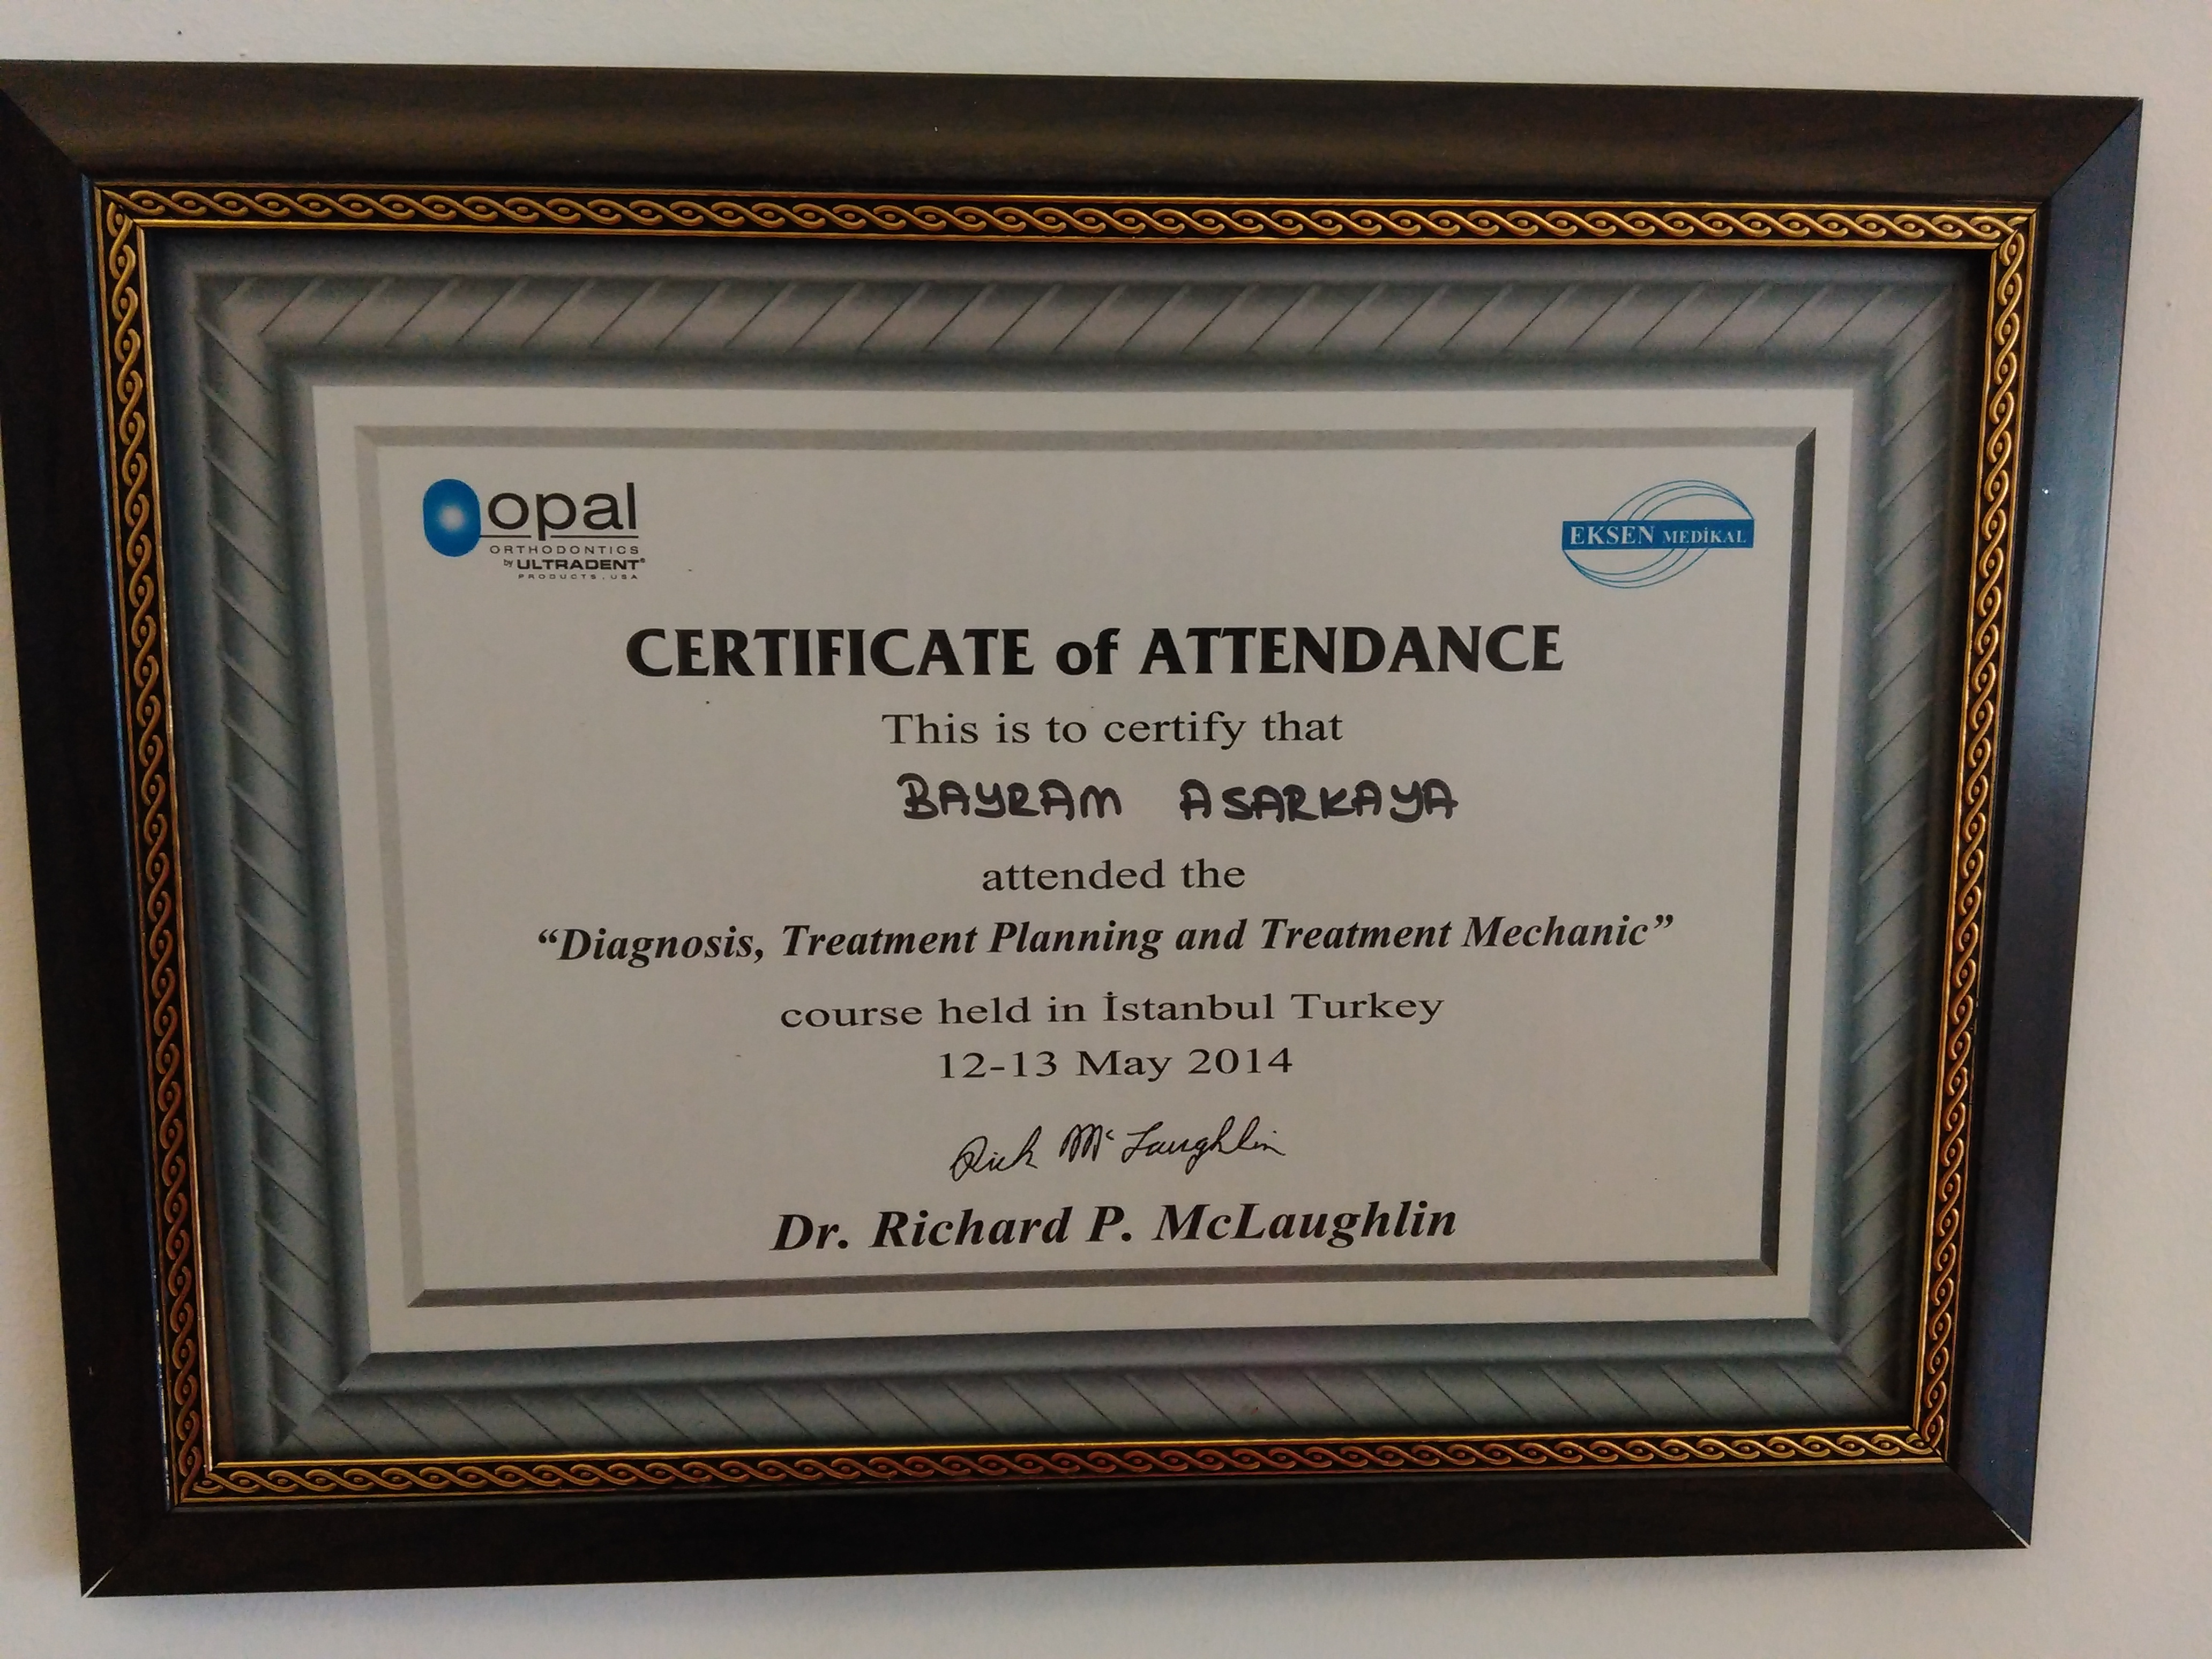 opal
ORTHODONTICS
by ULTRADENT®
PRODUCTS, USA
EKSEN MEDİKAL
CERTIFICATE of ATTENDANCE
This is to certify that
BAYRAM ASARKAYA
attended the
“Diagnosis, Treatment Planning and Treatment Mechanic”
course held in İstanbul Turkey
12-13 May 2014
Rick McLaughlin
Dr. Richard P. McLaughlin